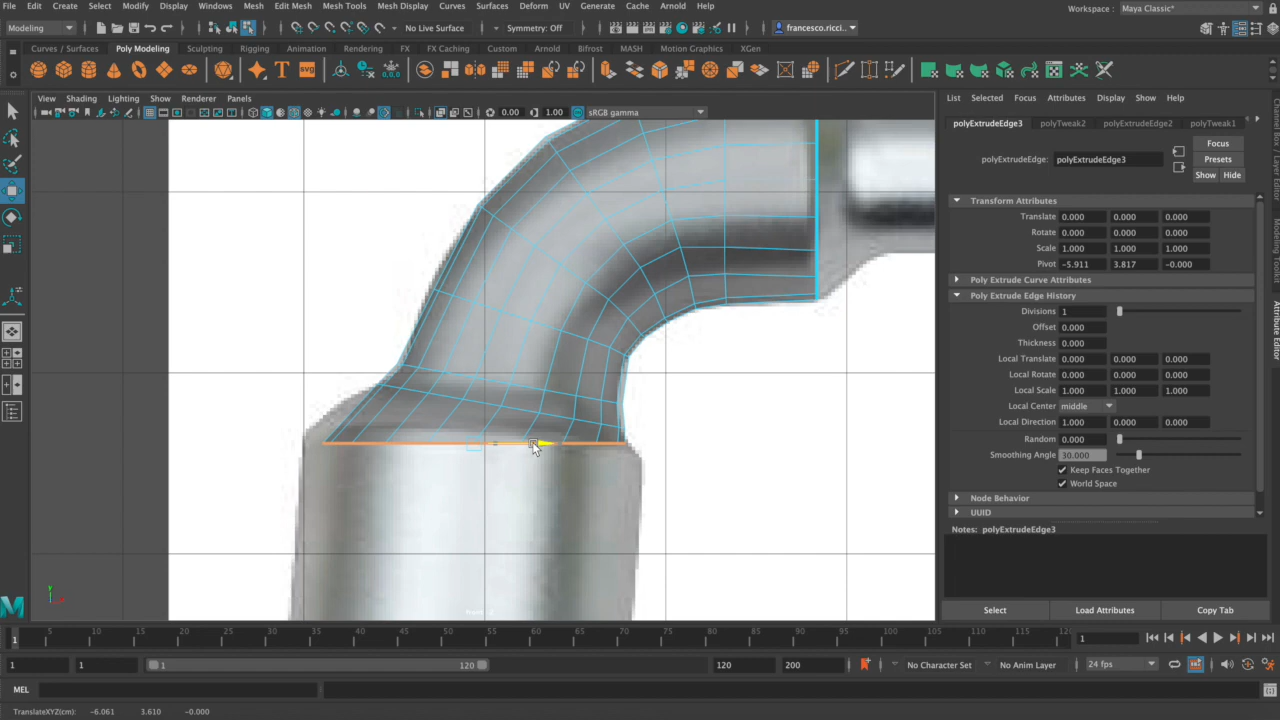 File Edit Create Select Modify Display Windows Mesh Edit Mesh Mesh Tools Mesh Display Curves Surfaces Deform UV Generate Cache Arnold Help Workspace : Maya Classic*
Modeling No Live Surface Symmetry: Off francesco.ricci..
Curves / Surfaces Poly Modeling Sculpting Rigging Animation Rendering FX FX Caching Custom Arnold Bifrost MASH Motion Graphics XGen
View Shading Lighting Show Renderer Panels
0.00 1.00 sRGB gamma
List Selected Focus Attributes Display Show Help
polyExtrudeEdge3 polyTweak2 polyExtrudeEdge2 polyTweak1
Focus
polyExtrudeEdge: polyExtrudeEdge3 Presets
Show Hide
Transform Attributes
Translate 0.000 0.000 0.000
Rotate 0.000 0.000 0.000
Scale 1.000 1.000 1.000
Pivot -5.911 3.817 -0.000
Poly Extrude Curve Attributes
Poly Extrude Edge History
Divisions 1
Offset 0.000
Thickness 0.000
Local Translate 0.000 0.000 0.000
Local Rotate 0.000 0.000 0.000
Local Scale 1.000 1.000 1.000
Local Center middle
Local Direction 1.000 0.000 0.000
Random 0.000
Smoothing Angle 30.000
Keep Faces Together
World Space
Node Behavior
UUID
Notes: polyExtrudeEdge3
Select Load Attributes Copy Tab
Channel Box / Layer Editor
Modeling Toolkit
Attribute Editor
1 5 10 15 20 25 30 35 40 45 50 55 60 65 70 75 80 85 90 95 100 105 110 115 1
1 1 1 120 120 200 No Character Set No Anim Layer 24 fps
MEL
TranslateXYZ(cm): -6.061 3.610 -0.000